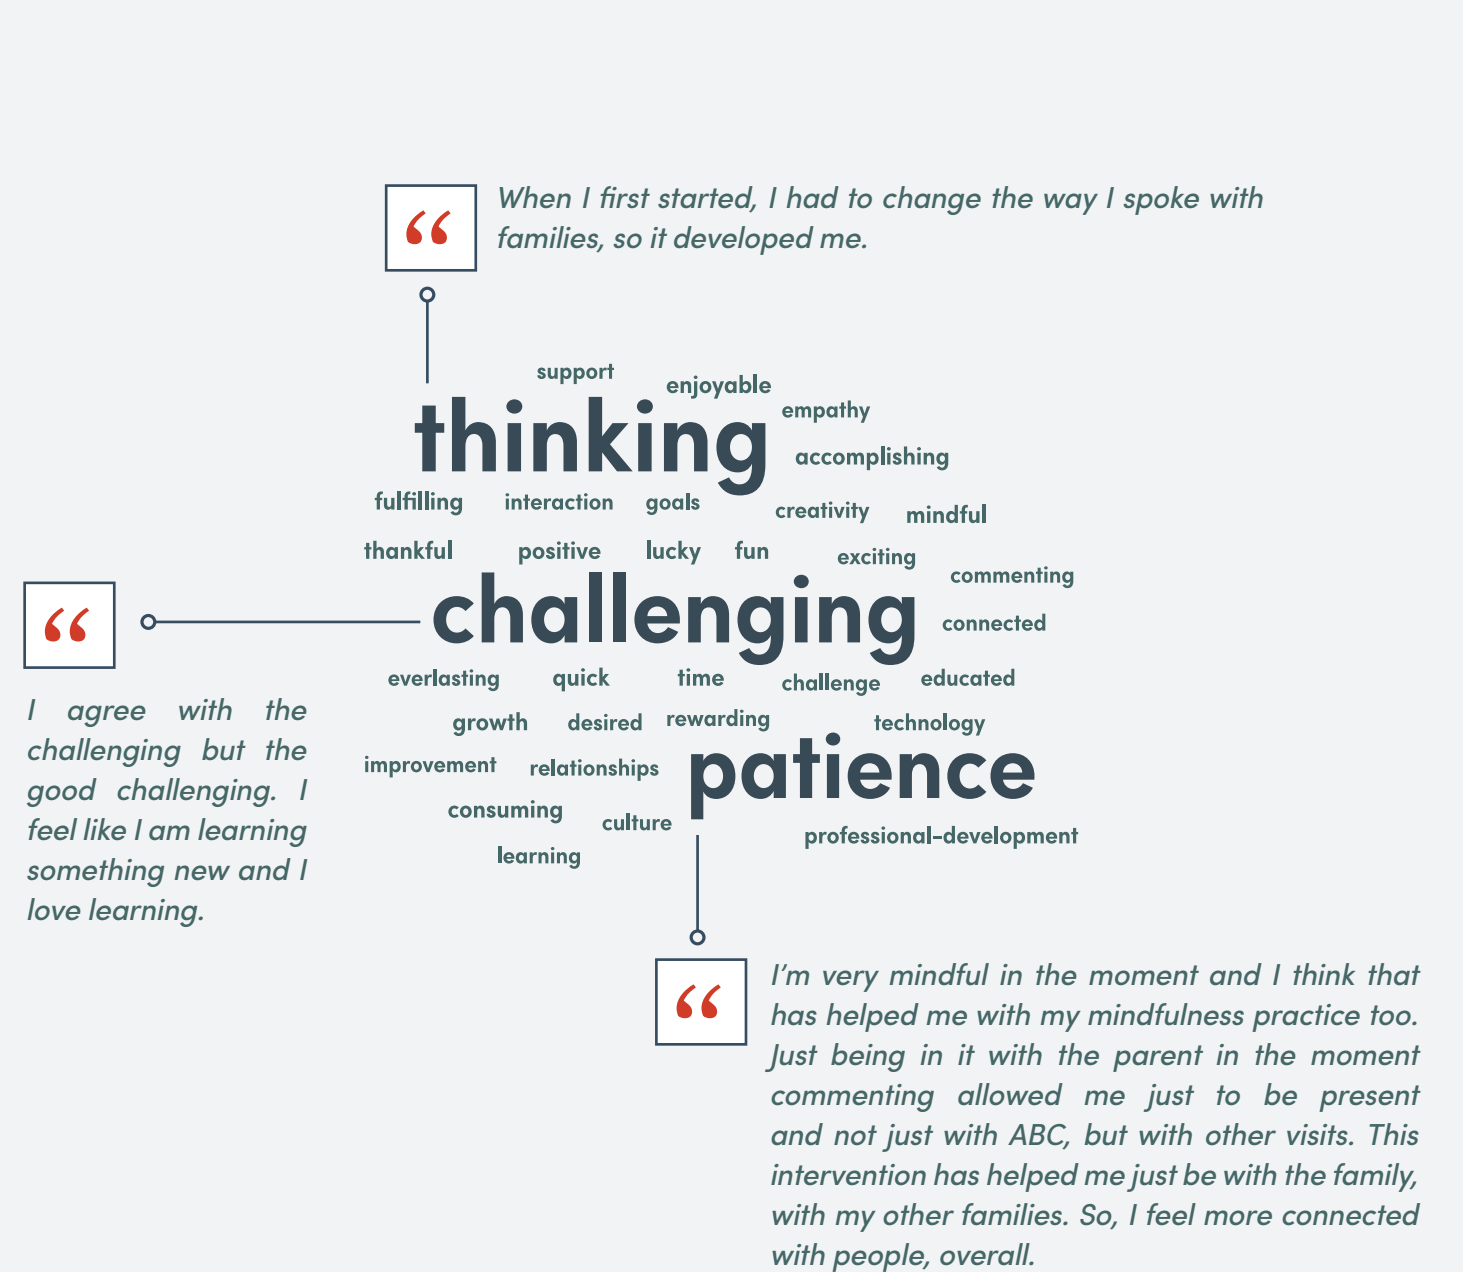 “ When I first started, I had to change the way I spoke with
families, so it developed me.
support
enjoyable
empathy
thinking
accomplishing
fulfilling interaction goals creativity mindful
thankful positive lucky fun exciting
commenting
challenging
connected
everlasting quick time challenge educated
growth desired rewarding technology
patience
improvement relationships
consuming culture
professional-development
learning
“
I agree with the
challenging but the
good challenging. I
feel like I am learning
something new and I
love learning.
“ I’m very mindful in the moment and I think that
has helped me with my mindfulness practice too.
Just being in it with the parent in the moment
commenting allowed me just to be present
and not just with ABC, but with other visits. This
intervention has helped me just be with the family,
with my other families. So, I feel more connected
with people, overall.